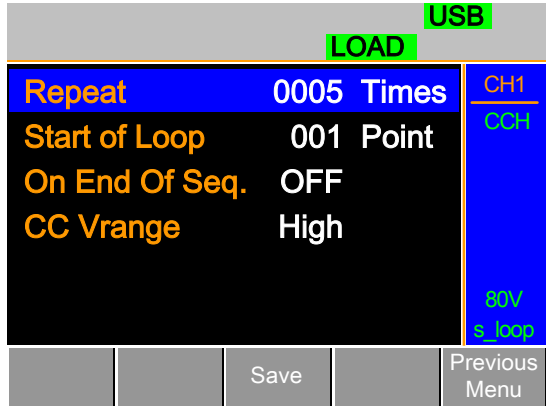 USB
LOAD
Repeat 0005 Times
Start of Loop 001 Point
On End Of Seq. OFF
CC Vrange High
CH1
CCH
80V
s_loop
Save
Previous
Menu